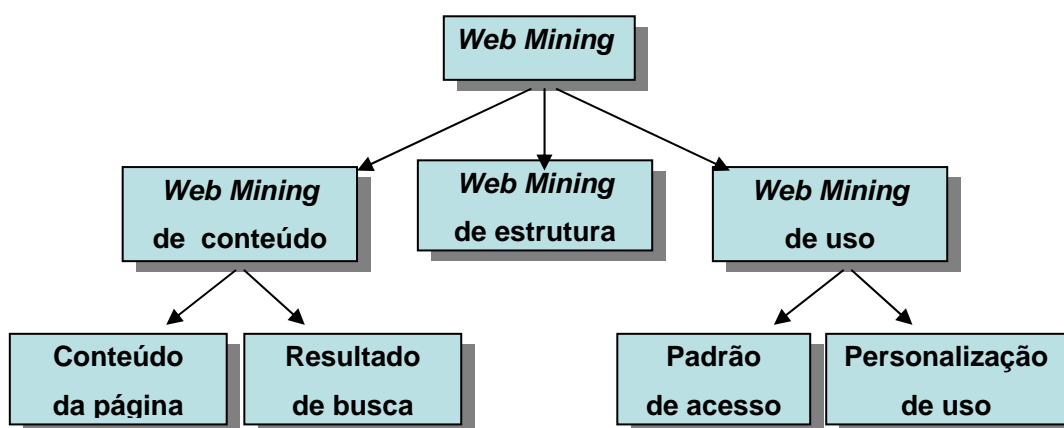 Web Mining
Web Mining
de conteúdo
Web Mining
de estrutura
Web Mining
de uso
Conteúdo
da página
Resultado
de busca
Padrão
de acesso
Personalização
de uso